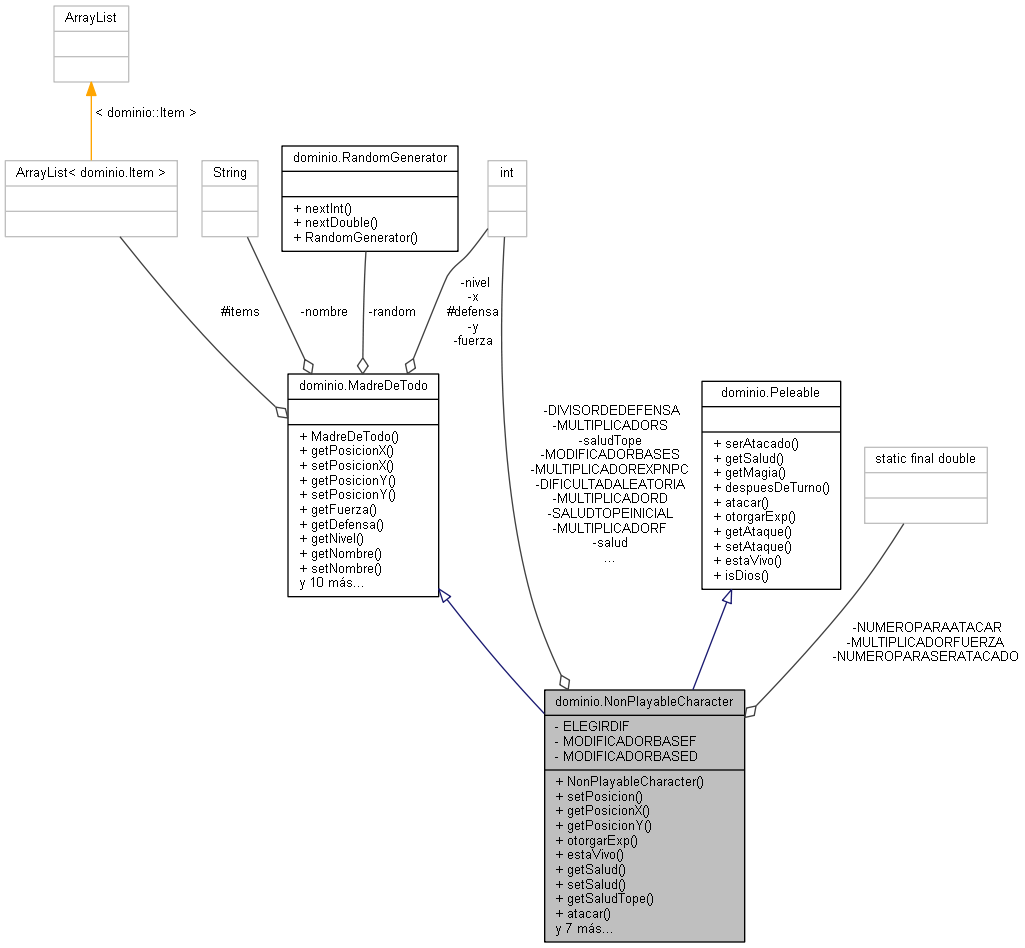 ArrayList
< dominio::Item >
ArrayList< dominio.Item >
String
dominio.RandomGenerator
+ nextInt()
+ nextDouble()
+ RandomGenerator()
int
#items
-nombre
-random
-nivel
-x
#defensa
-y
-fuerza
dominio.MadreDeTodo
+ MadreDeTodo()
+ getPosicionX()
+ setPosicionX()
+ getPosicionY()
+ setPosicionY()
+ getFuerza()
+ getDefensa()
+ getNivel()
+ getNombre()
+ setNombre()
y 10 más...
-DIVISORDEDEFENSA
-MULTIPLICADORS
-saludTope
-MODIFICADORBASES
-MULTIPLICADOREXPNPC
-DIFICULTADALEATORIA
-MULTIPLICADORD
-SALUDTOPEINICIAL
-MULTIPLICADORF
-salud
...
dominio.Peleable
+ serAtacado()
+ getSalud()
+ getMagia()
+ despuesDeTurno()
+ atacar()
+ otorgarExp()
+ getAtaque()
+ setAtaque()
+ estaVivo()
+ isDios()
static final double
-NUMEROPARAATACAR
-MULTIPLICADORFUERZA
-NUMEROPARASERATACADO
dominio.NonPlayableCharacter
- ELEGIRDIF
- MODIFICADORBASEF
- MODIFICADORBASED
+ NonPlayableCharacter()
+ setPosicion()
+ getPosicionX()
+ getPosicionY()
+ otorgarExp()
+ estaVivo()
+ getSalud()
+ setSalud()
+ getSaludTope()
+ atacar()
y 7 más...